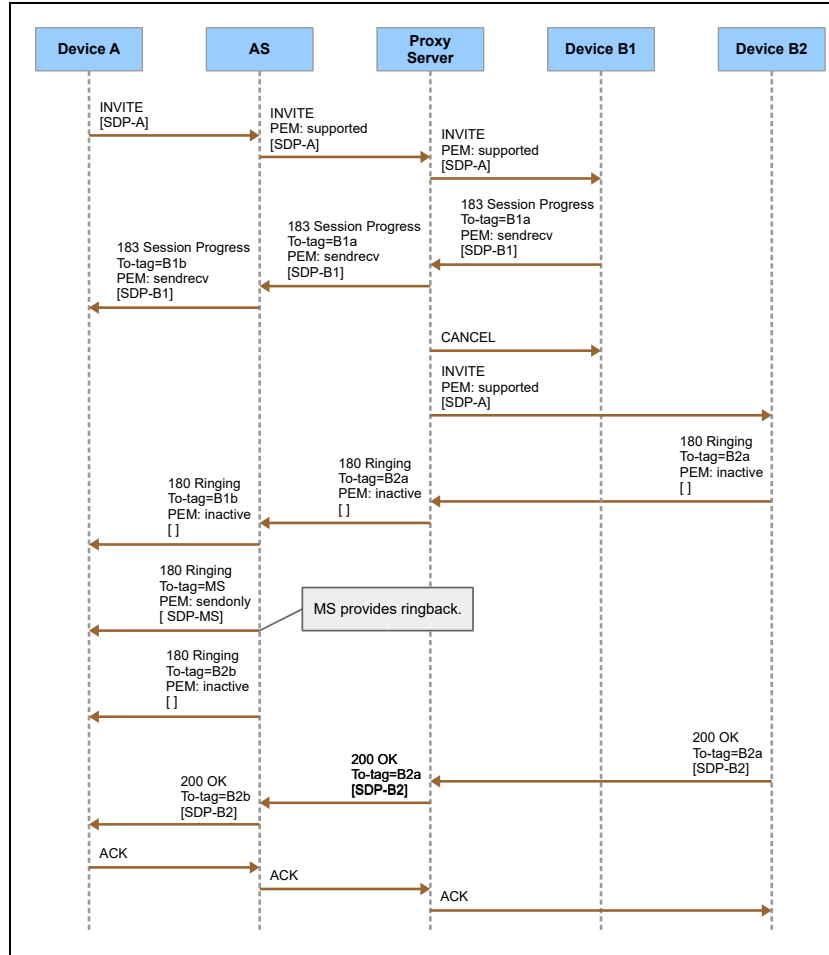 Device A
AS
Proxy
Server
Device B1
Device B2
INVITE
[SDP-A]
INVITE
PEM: supported
[SDP-A]
INVITE
PEM: supported
[SDP-A]
183 Session Progress
To-tag=B1a
PEM: sendrecv
[SDP-B1]
183 Session Progress
To-tag=B1a
PEM: sendrecv
[SDP-B1]
183 Session Progress
To-tag=B1b
PEM: sendrecv
[SDP-B1]
CANCEL
INVITE
PEM: supported
[SDP-A]
180 Ringing
To-tag=B2a
PEM: inactive
[ ]
180 Ringing
To-tag=B2a
PEM: inactive
[ ]
180 Ringing
To-tag=B1b
PEM: inactive
[ ]
180 Ringing
To-tag=MS
PEM: sendonly
[ SDP-MS]
MS provides ringback.
180 Ringing
To-tag=B2b
PEM: inactive
[ ]
200 OK
To-tag=B2a
[SDP-B2]
200 OK
To-tag=B2a
[SDP-B2]
200 OK
To-tag=B2b
[SDP-B2]
ACK
ACK
ACK